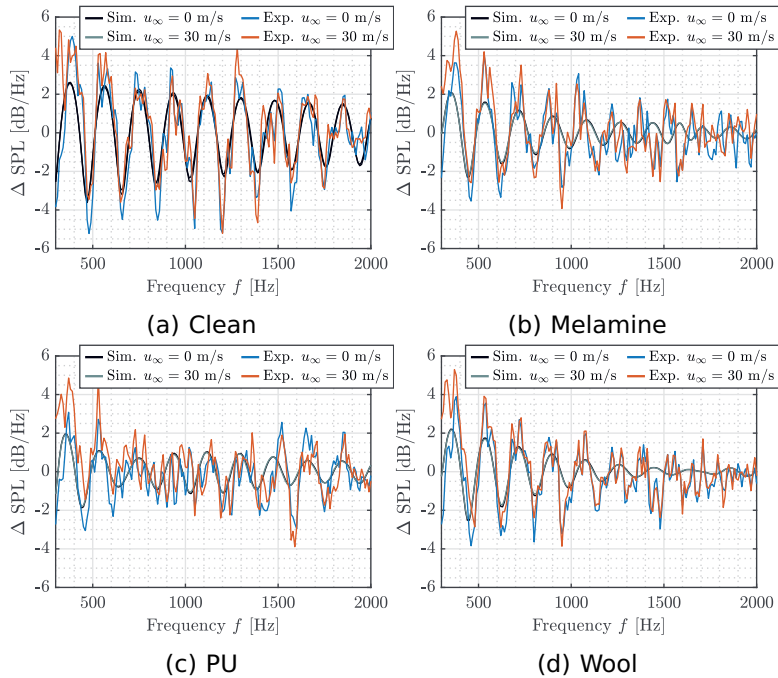 Sim. u∞ = 0 m/s Exp. u∞ = 0 m/s
Sim. u∞ = 30 m/s Exp. u∞ = 30 m/s
Δ SPL [dB/Hz]
6
4
2
0
-2
-4
-6
500 1000 1500 2000
Frequency f [Hz]
(a) Clean
Sim. u∞ = 0 m/s Exp. u∞ = 0 m/s
Sim. u∞ = 30 m/s Exp. u∞ = 30 m/s
Δ SPL [dB/Hz]
6
4
2
0
-2
-4
-6
500 1000 1500 2000
Frequency f [Hz]
(b) Melamine
Sim. u∞ = 0 m/s Exp. u∞ = 0 m/s
Sim. u∞ = 30 m/s Exp. u∞ = 30 m/s
Δ SPL [dB/Hz]
6
4
2
0
-2
-4
-6
500 1000 1500 2000
Frequency f [Hz]
(c) PU
Sim. u∞ = 0 m/s Exp. u∞ = 0 m/s
Sim. u∞ = 30 m/s Exp. u∞ = 30 m/s
Δ SPL [dB/Hz]
6
4
2
0
-2
-4
-6
500 1000 1500 2000
Frequency f [Hz]
(d) Wool